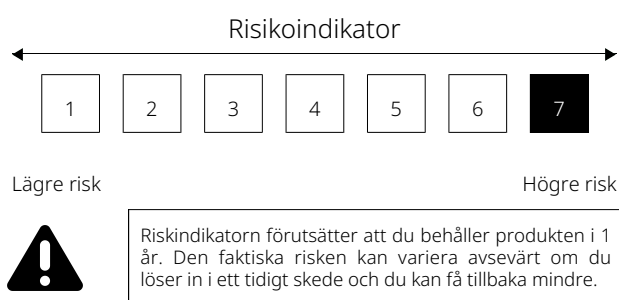 Risikoindikator
1 2 3 4 5 6 7
Lägre risk Högre risk
Riskindikatorn förutsätter att du behåller produkten i 1
år. Den faktiska risken kan variera avsevärt om du
löser in i ett tidigt skede och du kan få tillbaka mindre.